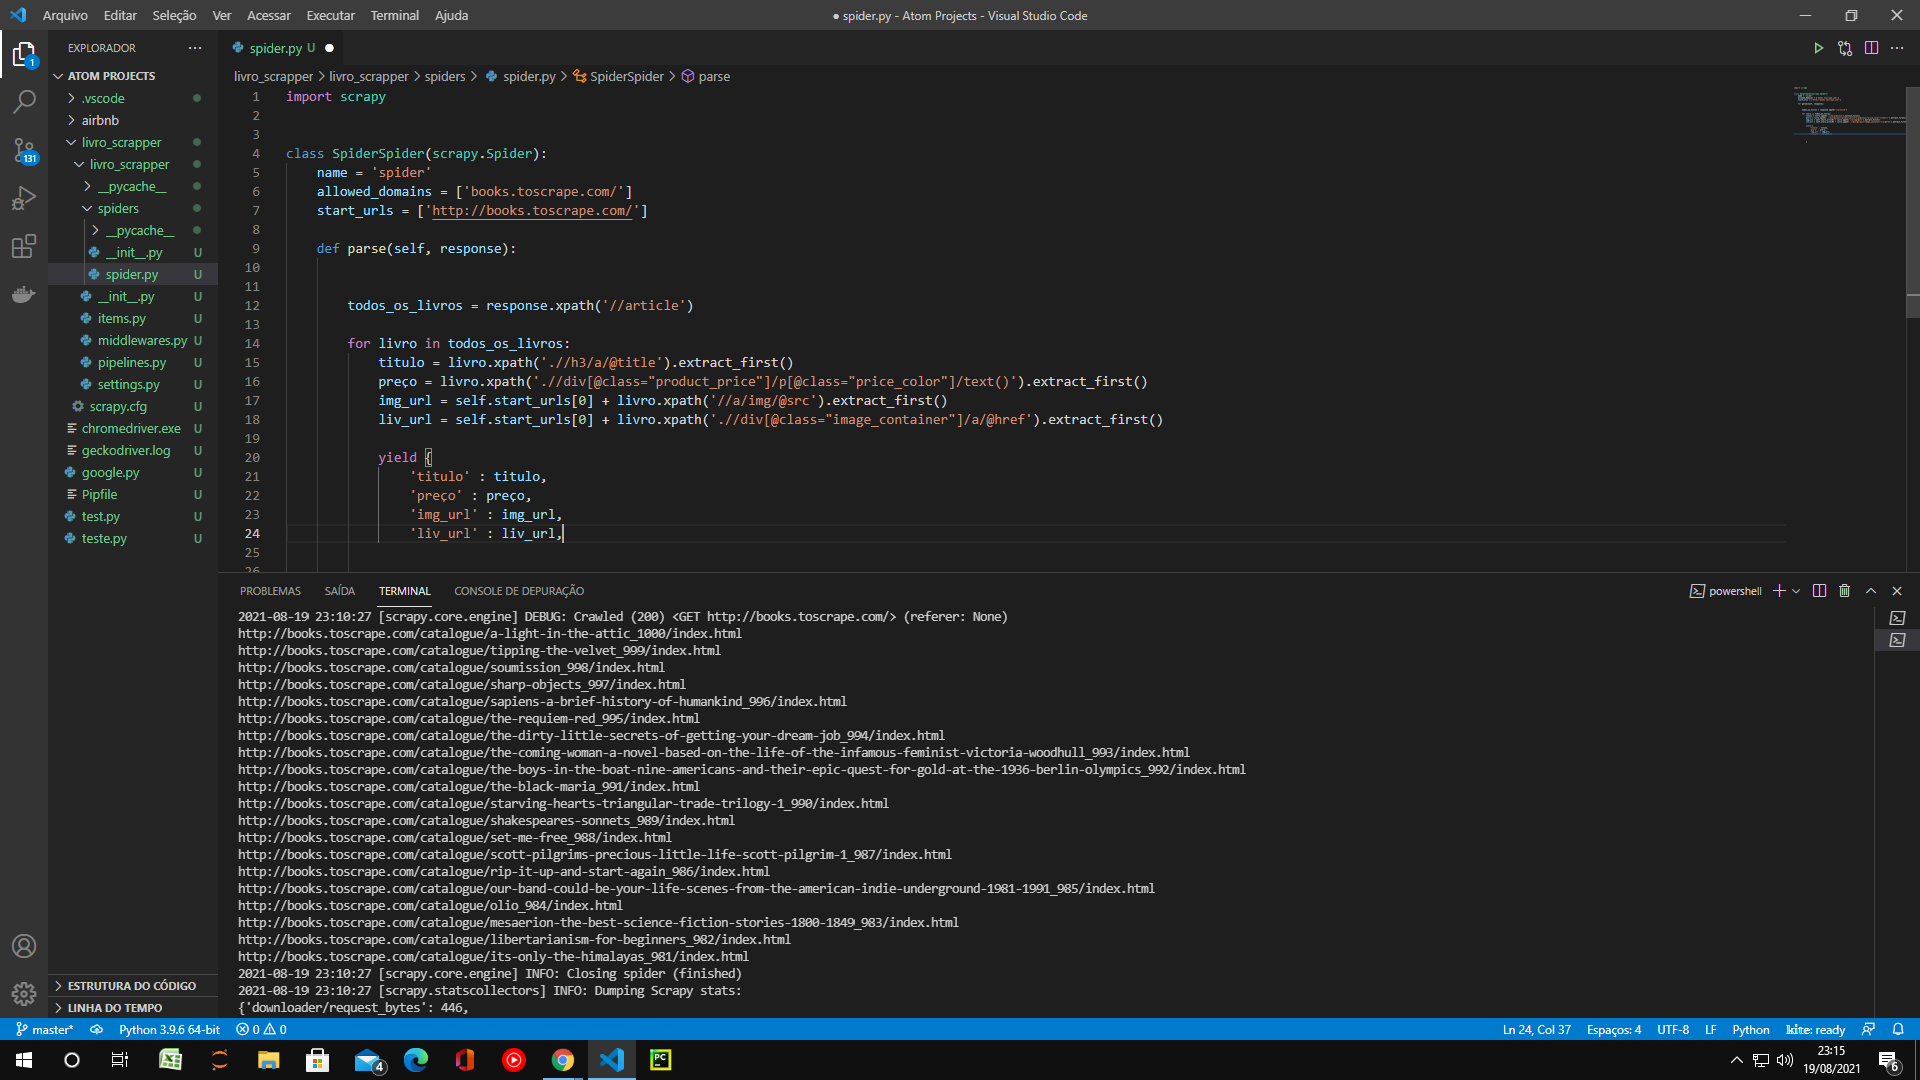 Arquivo Editar Seleção Ver Acessar Executar Terminal Ajuda
● spider.py - Atom Projects - Visual Studio Code
EXPLORADOR
ATOM PROJECTS
.vscode
airbnb
livro_scrapper
livro_scrapper
__pycache__
spiders
__pycache__
__init__.py U
spider.py U
__init__.py U
items.py U
middlewares.py U
pipelines.py U
settings.py U
scrapy.cfg U
chromedriver.exe U
geckodriver.log U
google.py U
Pipfile U
test.py U
teste.py U
ESTRUTURA DO CÓDIGO
LINHA DO TEMPO
1
131
spider.py U ●
livro_scrapper > livro_scrapper > spiders > spider.py > SpiderSpider > parse
1 import scrapy
2
3
4 class SpiderSpider(scrapy.Spider):
5 name = 'spider'
6 allowed_domains = ['books.toscrape.com/']
7 start_urls = ['http://books.toscrape.com/']
8
9 def parse(self, response):
10
11
12 todos_os_livros = response.xpath('//article')
13
14 for livro in todos_os_livros:
15 titulo = livro.xpath('.//h3/a/@title').extract_first()
16 preço = livro.xpath('.//div[@class="product_price"]/p[@class="price_color"]/text()').extract_first()
17 img_url = self.start_urls[0] + livro.xpath('//a/img/@src').extract_first()
18 liv_url = self.start_urls[0] + livro.xpath('.//div[@class="image_container"]/a/@href').extract_first()
19
20 yield {
21 'titulo' : titulo,
22 'preço' : preço,
23 'img_url' : img_url,
24 'liv_url' : liv_url,
25
26
PROBLEMAS SAÍDA TERMINAL CONSOLE DE DEPURAÇÃO
powershell
2021-08-19 23:10:27 [scrapy.core.engine] DEBUG: Crawled (200) <GET http://books.toscrape.com/> (referer: None)
http://books.toscrape.com/catalogue/a-light-in-the-attic_1000/index.html
http://books.toscrape.com/catalogue/tipping-the-velvet_999/index.html
http://books.toscrape.com/catalogue/soumission_998/index.html
http://books.toscrape.com/catalogue/sharp-objects_997/index.html
http://books.toscrape.com/catalogue/sapiens-a-brief-history-of-humankind_996/index.html
http://books.toscrape.com/catalogue/the-requiem-red_995/index.html
http://books.toscrape.com/catalogue/the-dirty-little-secrets-of-getting-your-dream-job_994/index.html
http://books.toscrape.com/catalogue/the-coming-woman-a-novel-based-on-the-life-of-the-infamous-feminist-victoria-woodhull_993/index.html
http://books.toscrape.com/catalogue/the-boys-in-the-boat-nine-americans-and-their-epic-quest-for-gold-at-the-1936-berlin-olympics_992/index.html
http://books.toscrape.com/catalogue/the-black-maria_991/index.html
http://books.toscrape.com/catalogue/starving-hearts-triangular-trade-trilogy-1_990/index.html
http://books.toscrape.com/catalogue/shakespeares-sonnets_989/index.html
http://books.toscrape.com/catalogue/set-me-free_988/index.html
http://books.toscrape.com/catalogue/scott-pilgrims-precious-little-life-scott-pilgrim-1_987/index.html
http://books.toscrape.com/catalogue/rip-it-up-and-start-again_986/index.html
http://books.toscrape.com/catalogue/our-band-could-be-your-life-scenes-from-the-american-indie-underground-1981-1991_985/index.html
http://books.toscrape.com/catalogue/olio_984/index.html
http://books.toscrape.com/catalogue/mesaerion-the-best-science-fiction-stories-1800-1849_983/index.html
http://books.toscrape.com/catalogue/libertarianism-for-beginners_982/index.html
http://books.toscrape.com/catalogue/its-only-the-himalayas_981/index.html
2021-08-19 23:10:27 [scrapy.core.engine] INFO: Closing spider (finished)
2021-08-19 23:10:27 [scrapy.statscollectors] INFO: Dumping Scrapy stats:
{'downloader/request_bytes': 446,
master* Python 3.9.6 64-bit 0 0 Ln 24, Col 37 Espaços: 4 UTF-8 LF Python kite: ready
4
PC
23:15
19/08/2021
6